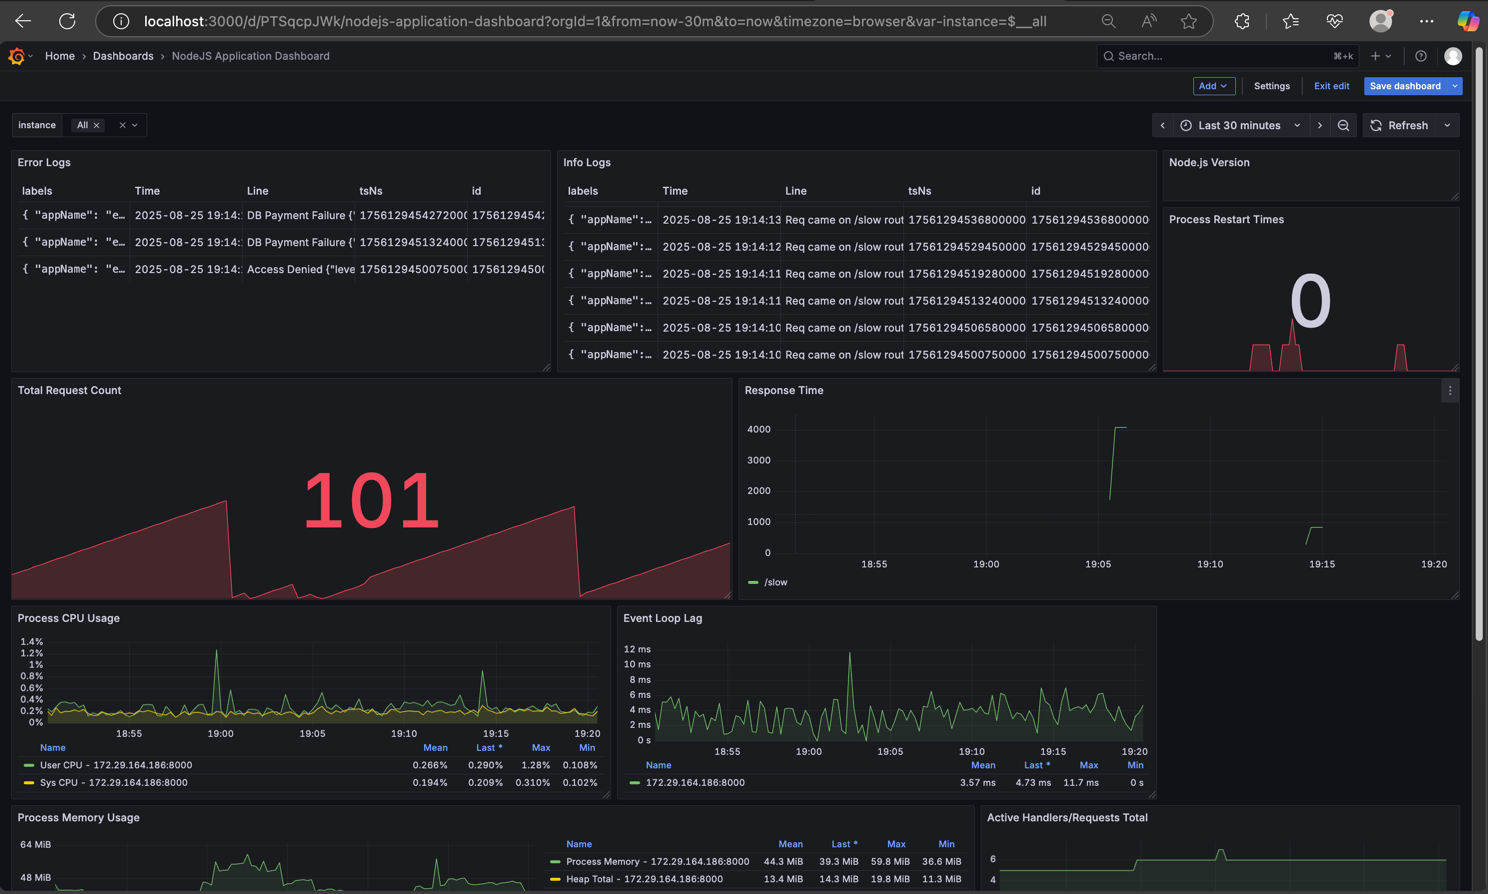 localhost:3000/d/PTSqcpJWk/nodejs-application-dashboard?orgId=1&from=now-30m&to=now&timezone=browser&var-instance=$__all
Home › Dashboards › NodeJS Application Dashboard
Search... ⌘+k
Add Settings Exit edit Save dashboard
instance All Last 30 minutes Refresh
Error Logs
labels Time Line tsNs id
{ "appName": "e… 2025-08-25 19:14: DB Payment Failure {" 1756129454272000 17561294542
{ "appName": "e… 2025-08-25 19:14: DB Payment Failure {" 1756129451324000 17561294513
{ "appName": "e… 2025-08-25 19:14: Access Denied {"leve 1756129450075000 17561294500
Info Logs
labels Time Line tsNs id
{ "appName":… 2025-08-25 19:14:13 Req came on /slow rout 17561294536800000 17561294536800000
{ "appName":… 2025-08-25 19:14:12 Req came on /slow rout 17561294529450000 17561294529450000
{ "appName":… 2025-08-25 19:14:11 Req came on /slow rout 17561294519280000 17561294519280000
{ "appName":… 2025-08-25 19:14:11 Req came on /slow rout 17561294513240000 17561294513240000
{ "appName":… 2025-08-25 19:14:10 Req came on /slow rout 17561294506580000 17561294506580000
{ "appName":… 2025-08-25 19:14:10 Req came on /slow rout 17561294500750000 17561294500750000
Node.js Version
Process Restart Times
0
Total Request Count
101
Response Time
4000
3000
2000
1000
0
18:55 19:00 19:05 19:10 19:15 19:20
/slow
Process CPU Usage
1.4%
1.2%
1%
0.8%
0.6%
0.4%
0.2%
0%
18:55 19:00 19:05 19:10 19:15 19:20
Name Mean Last * Max Min
User CPU - 172.29.164.186:8000 0.266% 0.290% 1.28% 0.108%
Sys CPU - 172.29.164.186:8000 0.194% 0.209% 0.310% 0.102%
Event Loop Lag
12 ms
10 ms
8 ms
6 ms
4 ms
2 ms
0 s
18:55 19:00 19:05 19:10 19:15 19:20
Name Mean Last * Max Min
172.29.164.186:8000 3.57 ms 4.73 ms 11.7 ms 0 s
Process Memory Usage
64 MiB
48 MiB
Name Mean Last * Max Min
Process Memory - 172.29.164.186:8000 44.3 MiB 39.3 MiB 59.8 MiB 36.6 MiB
Heap Total - 172.29.164.186:8000 13.4 MiB 14.3 MiB 19.8 MiB 11.3 MiB
Active Handlers/Requests Total
6
4